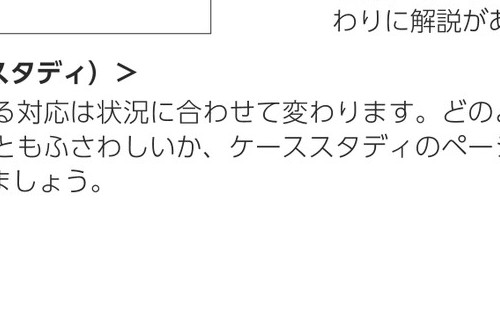 わりに解説が
スタディ）＞
る対応は状況に合わせて変わります。どの
ともふさわしいか、ケーススタディのペー
ましょう。